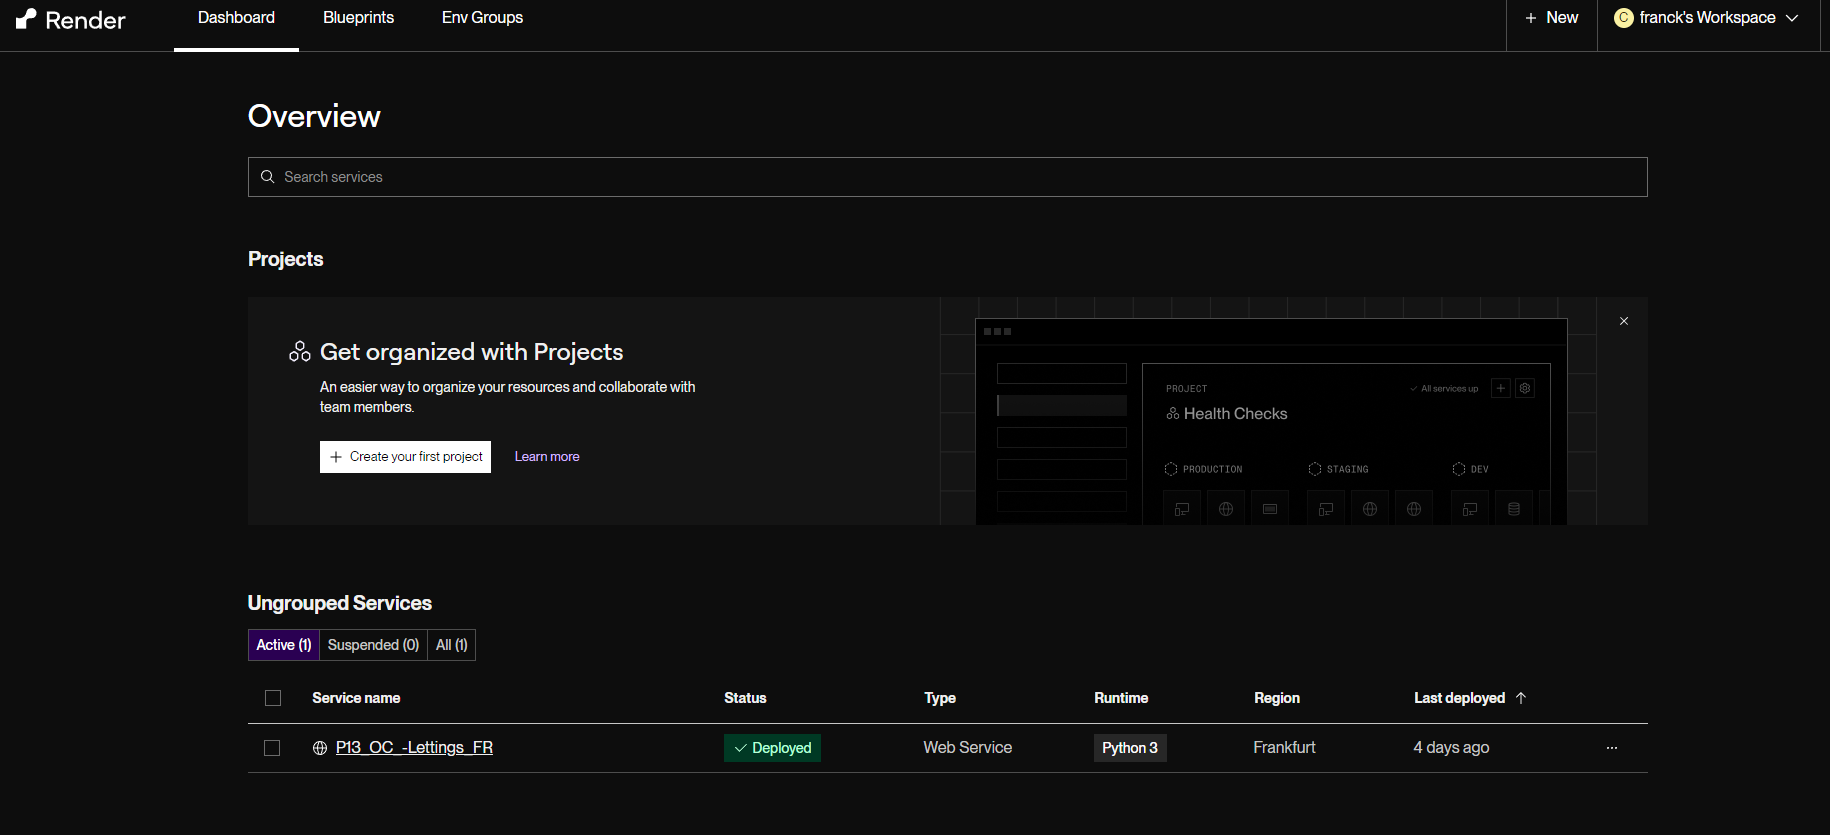 Render
Dashboard
Blueprints
Env Groups
+ New
C franck's Workspace
Overview
Search services
Projects
Get organized with Projects
An easier way to organize your resources and collaborate with
team members.
+ Create your first project
Learn more
PROJECT
All services up
Health Checks
PRODUCTION
STAGING
DEV
Ungrouped Services
Active (1)
Suspended (0)
All (1)
Service name
Status
Type
Runtime
Region
Last deployed
P13_OC_-Lettings_FR
Deployed
Web Service
Python 3
Frankfurt
4 days ago